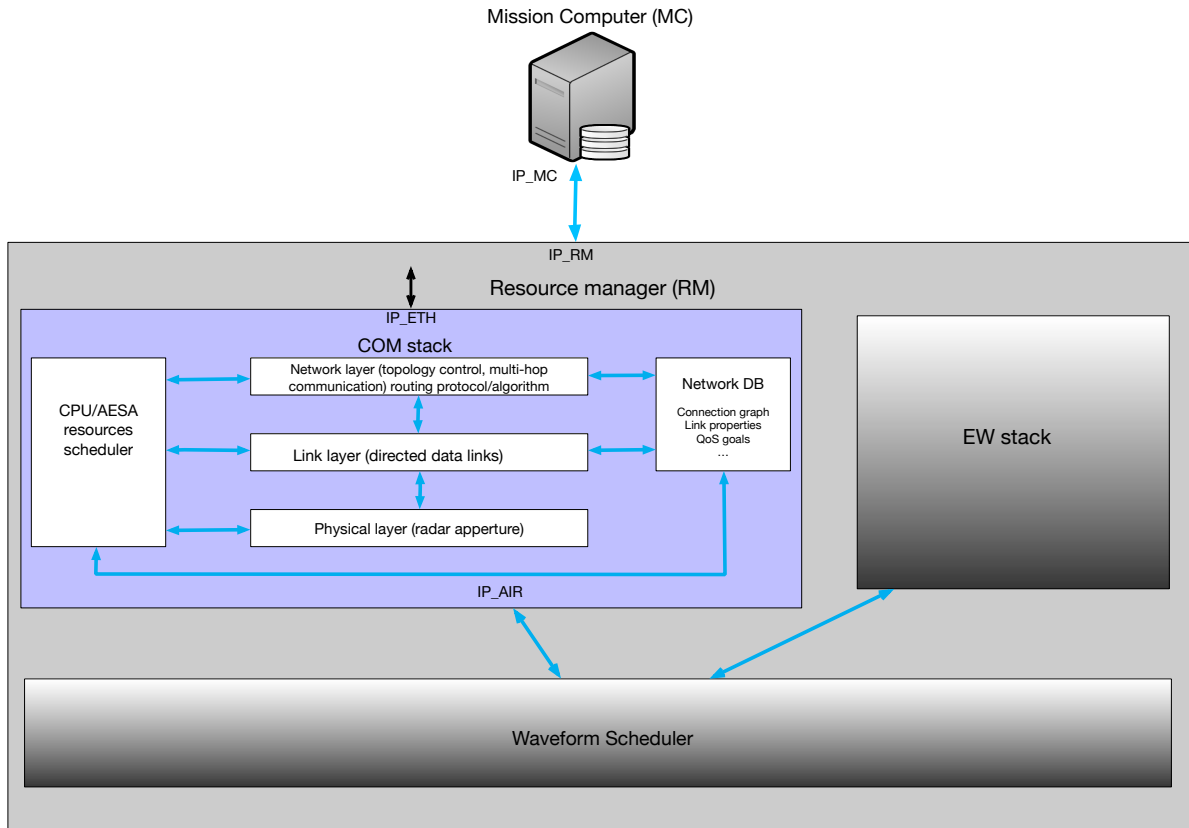 Mission Computer (MC)
IP_MC
IP_RM
Resource manager (RM)
IP_ETH
COM stack
CPU/AESA
resources
scheduler
Network layer (topology control, multi-hop
communication) routing protocol/algorithm
Link layer (directed data links)
Physical layer (radar apperture)
Network DB
Connection graph
Link properties
QoS goals
...
IP_AIR
EW stack
Waveform Scheduler